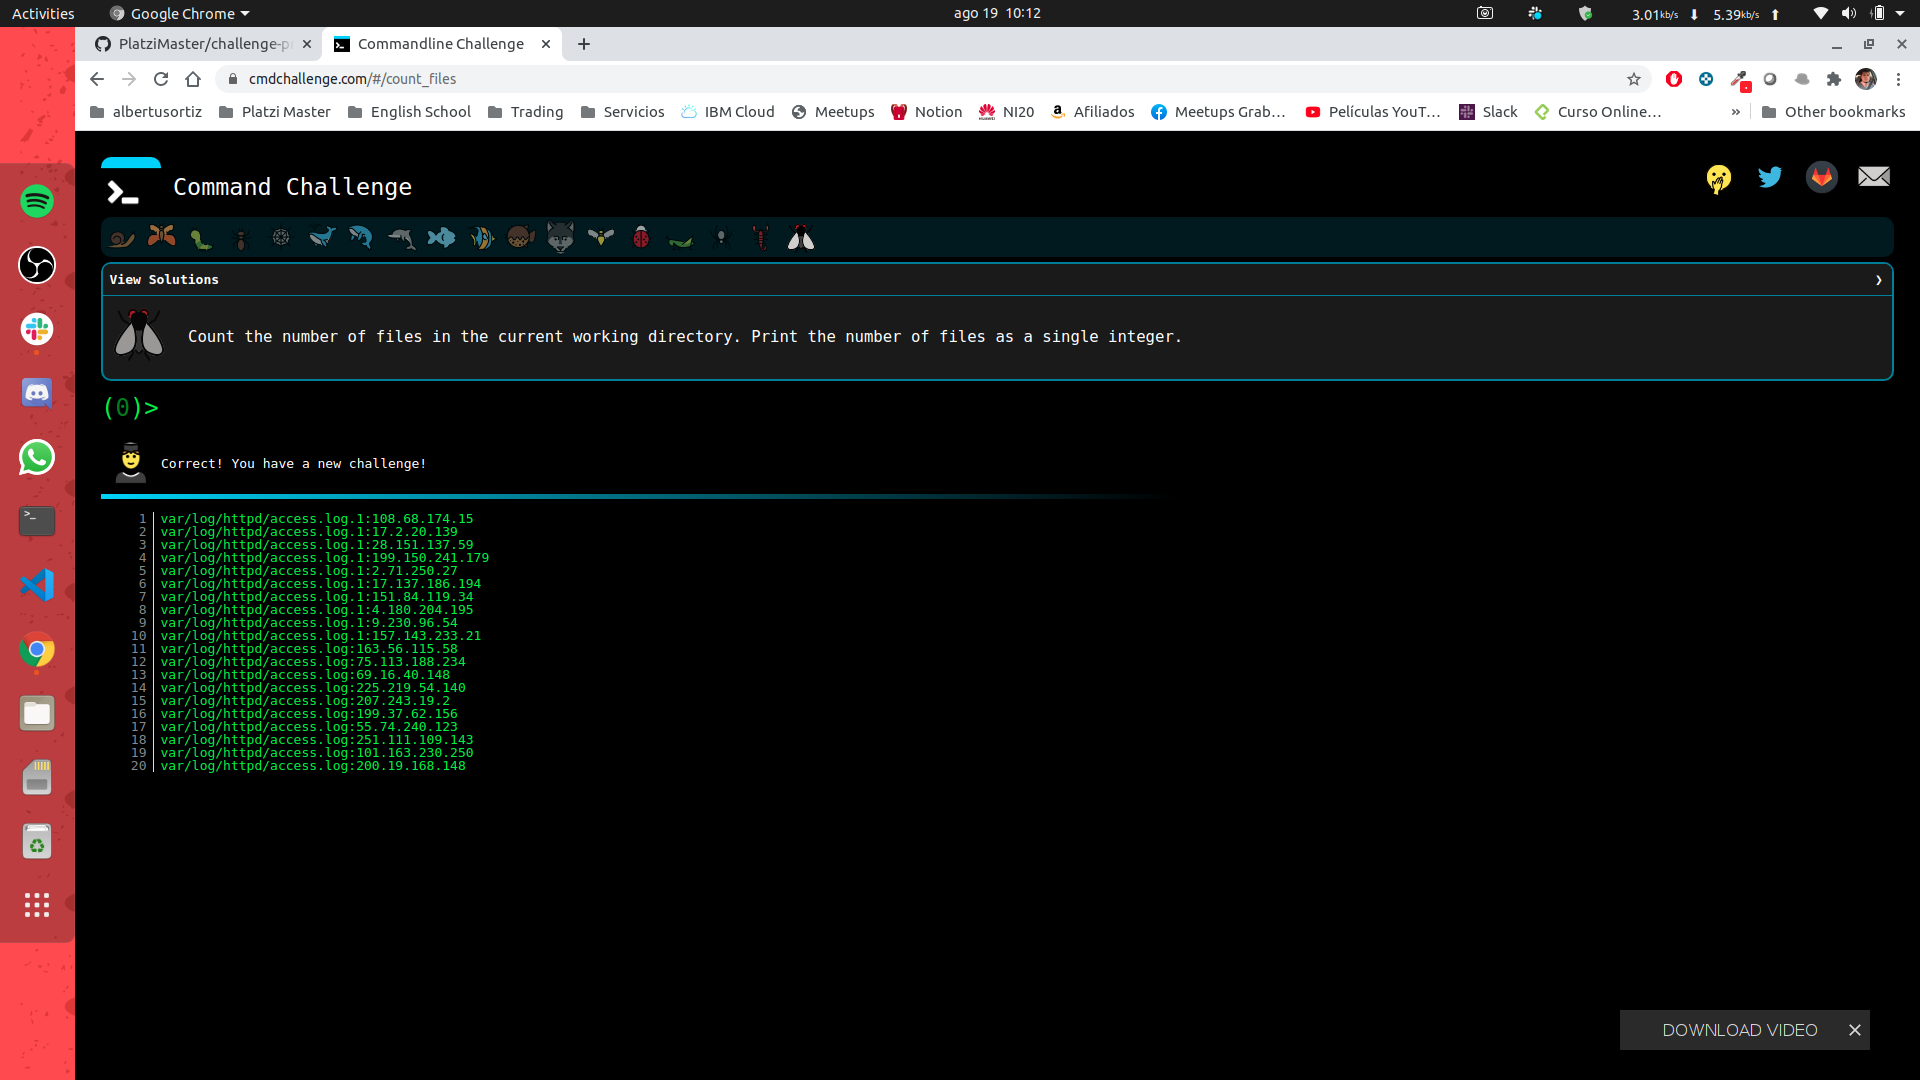 Activities
Google Chrome
ago 19 10:12
3.01kb/s
5.39kb/s
PlatziMaster/challenge-p
Commandline Challenge
cmdchallenge.com/#/count_files
albertusortiz
Platzi Master
English School
Trading
Servicios
IBM Cloud
Meetups
Notion
NI20
Afiliados
Meetups Grab…
Películas YouT…
Slack
Curso Online…
»
Other bookmarks
Command Challenge
View Solutions
Count the number of files in the current working directory. Print the number of files as a single integer.
(0)>
Correct! You have a new challenge!
1 var/log/httpd/access.log.1:108.68.174.15
2 var/log/httpd/access.log.1:17.2.20.139
3 var/log/httpd/access.log.1:28.151.137.59
4 var/log/httpd/access.log.1:199.150.241.179
5 var/log/httpd/access.log.1:2.71.250.27
6 var/log/httpd/access.log.1:17.137.186.194
7 var/log/httpd/access.log.1:151.84.119.34
8 var/log/httpd/access.log.1:4.180.204.195
9 var/log/httpd/access.log.1:9.230.96.54
10 var/log/httpd/access.log.1:157.143.233.21
11 var/log/httpd/access.log:163.56.115.58
12 var/log/httpd/access.log:75.113.188.234
13 var/log/httpd/access.log:69.16.40.148
14 var/log/httpd/access.log:225.219.54.140
15 var/log/httpd/access.log:207.243.19.2
16 var/log/httpd/access.log:199.37.62.156
17 var/log/httpd/access.log:55.74.240.123
18 var/log/httpd/access.log:251.111.109.143
19 var/log/httpd/access.log:101.163.230.250
20 var/log/httpd/access.log:200.19.168.148
DOWNLOAD VIDEO